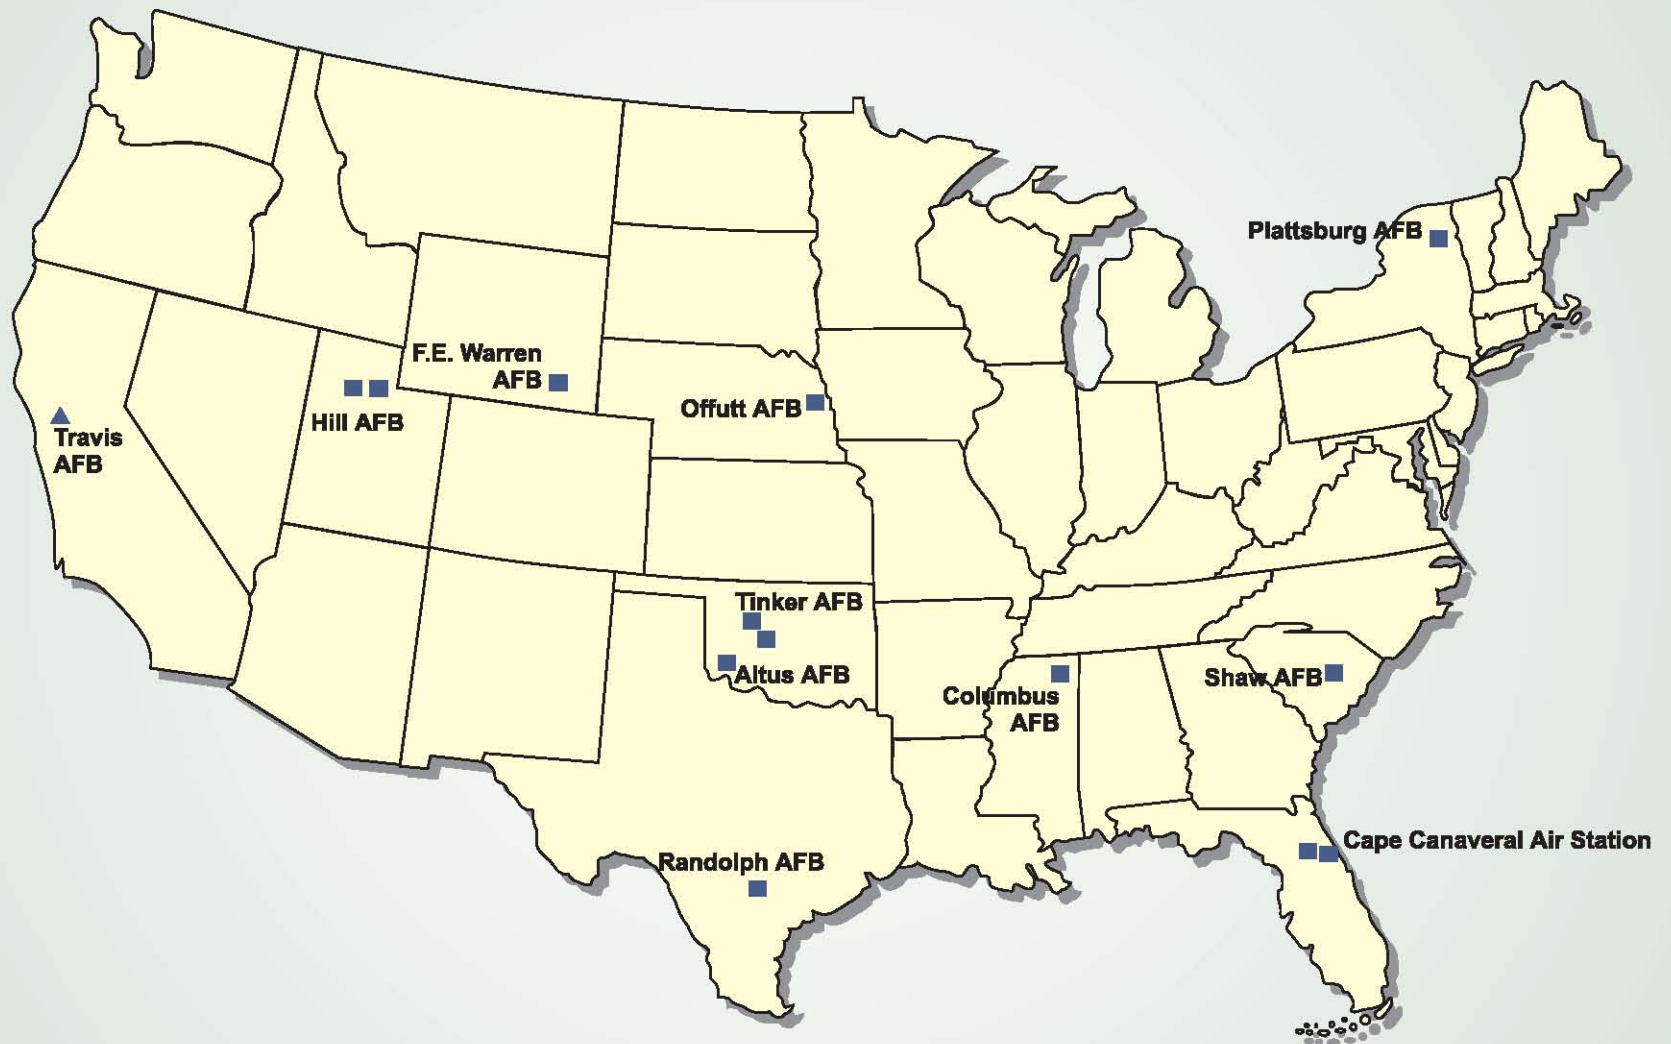 Plattsburg AFB
F.E. Warren
AFB
Offutt AFB
Hill AFB
Travis
AFB
Tinker AFB
Altus AFB
Columbus
AFB
Shaw AFB
Cape Canaveral Air Station
Randolph AFB